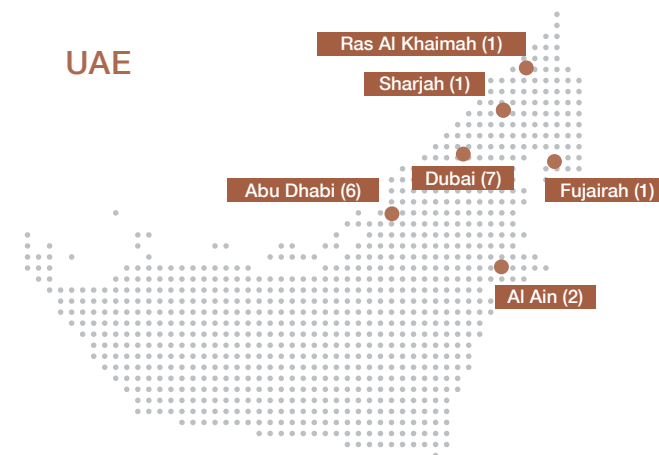 UAE
Ras Al Khaimah (1)
Sharjah (1)
Dubai (7)
Abu Dhabi (6)
Fujairah (1)
Al Ain (2)